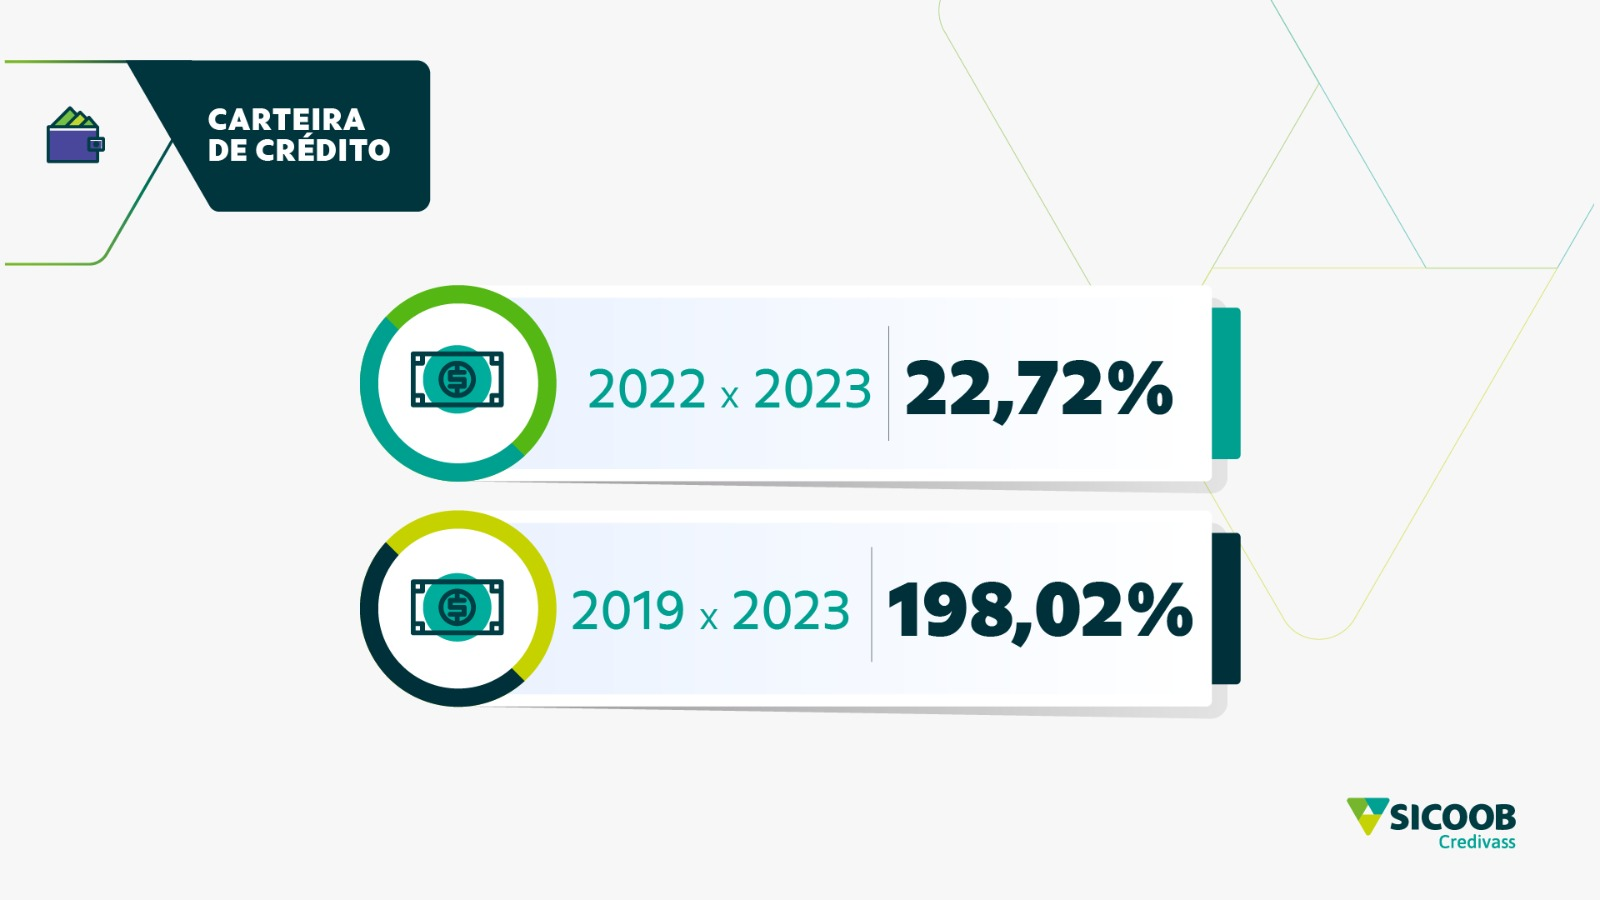 CARTEIRA
DE CRÉDITO
2022 x 2023 22,72%
2019 x 2023 198,02%
SICOOB
Credivass